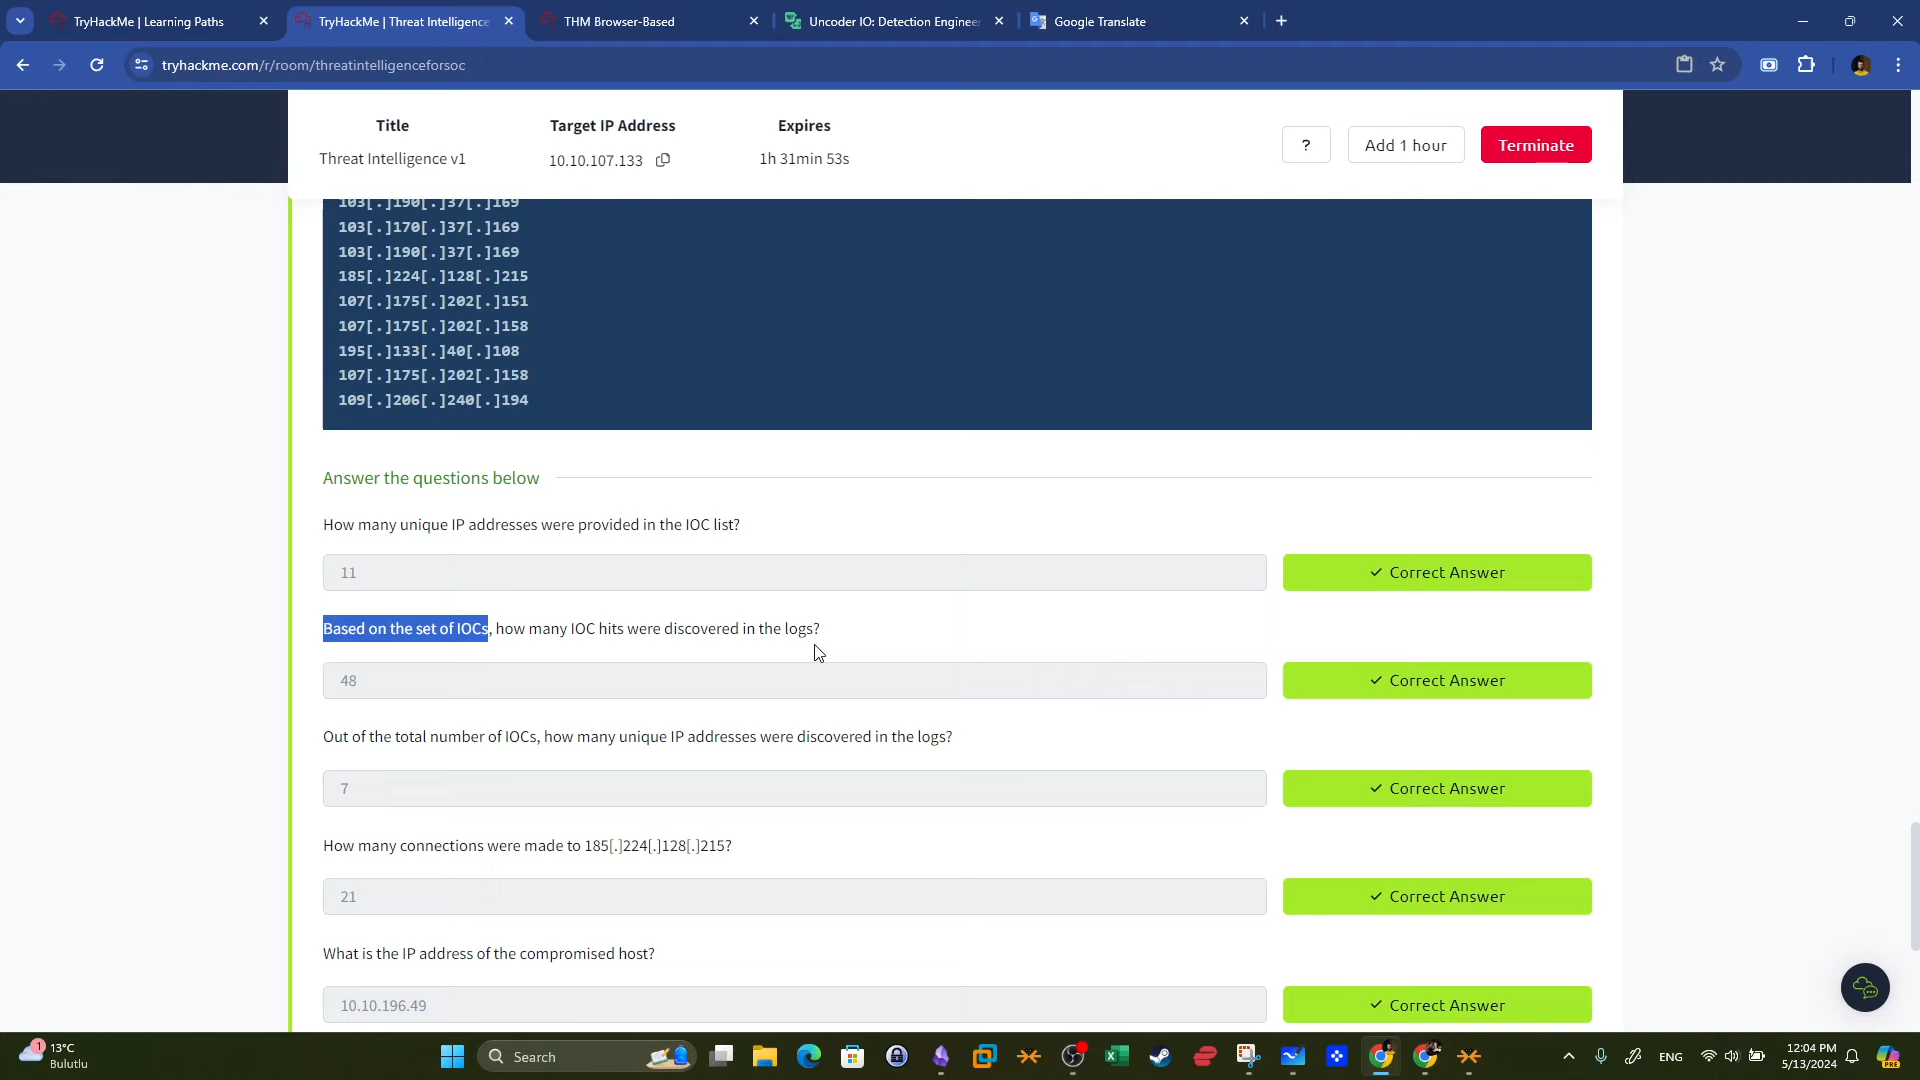 TryHackMe | Learning Paths
TryHackMe | Threat Intelligence
THM Browser-Based
Uncoder IO: Detection Engineer
Google Translate
tryhackme.com/r/room/threatintelligenceforsoc
Title
Target IP Address
Expires
Threat Intelligence v1
10.10.107.133
1h 31min 53s
?
Add 1 hour
Terminate
103[.]190[.]37[.]169
103[.]170[.]37[.]169
103[.]190[.]37[.]169
185[.]224[.]128[.]215
107[.]175[.]202[.]151
107[.]175[.]202[.]158
195[.]133[.]40[.]108
107[.]175[.]202[.]158
109[.]206[.]240[.]194
Answer the questions below
How many unique IP addresses were provided in the IOC list?
11
Correct Answer
Based on the set of IOCs, how many IOC hits were discovered in the logs?
48
Correct Answer
Out of the total number of IOCs, how many unique IP addresses were discovered in the logs?
7
Correct Answer
How many connections were made to 185[.]224[.]128[.]215?
21
Correct Answer
What is the IP address of the compromised host?
10.10.196.49
Correct Answer
1
13°C
Bulutlu
Search
ENG
12:04 PM
5/13/2024
PRE